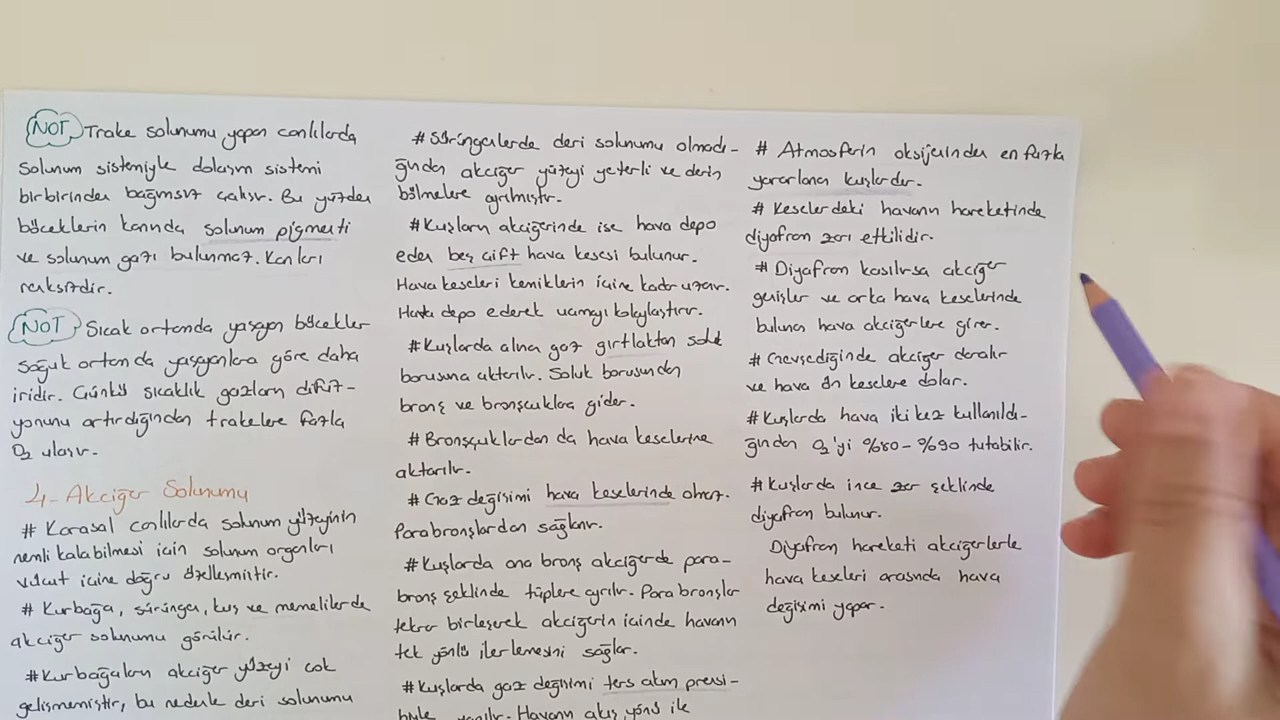 NOT Trake solunumu yapan canlılarda
solunum sistemiyle dolaşım sistemi
birbirinden bağımsız çalışır. Bu yüzden
böceklerin kanında solunum pigmenti
ve solunum gazı bulunmaz. Kanları
renksizdir.
NOT Sıcak ortamda yaşayan böcekler
soğuk ortamda yaşayanlara göre daha
iridir. Çünkü sıcaklık gazların difüz-
yonunu artırdığından trakelere fazla
O₂ ulaşır.
4- Akciğer Solunumu
# Karasal canlılarda solunum yüzeyinin
nemli kalabilmesi için solunum organları
vücut içine doğru özelleşmiştir.
# Kurbağa, sürüngen, kuş ve memelilerde
akciğer solunumu görülür.
# Kurbağaların akciğer yüzeyi çok
gelişmemiştir, bu nedenle deri solunumu
# Sürüngenlerde deri solunumu olmadı-
ğından akciğer yüzeyi yeterli ve derin
bölmelere ayrılmıştır.
# Kuşların akciğerinde ise hava depo
eden beş çift hava kesesi bulunur.
Hava keseleri kemiklerin içine kadar uzar.
Hava depo ederek uçmayı kolaylaştırır.
# Kuşlarda alınan gaz gırtlaktan soluk
borusuna aktarılır. Soluk borusundan
bronş ve bronşcuklara gider.
# Bronşçuklardan da hava keselerine
aktarılır.
# Gaz değişimi hava keselerinde olmaz.
Parabronşlardan sağlanır.
# Kuşlarda ana bronş akciğerde para-
bronş şeklinde tüplere ayrılır. Parabronşlar
tekrar birleşerek akciğerin içinde havanın
tek yönlü ilerlemesini sağlar.
# Kuşlarda gaz değişimi ters akım prensi-
biyle yapılır. Havanın akış yönü ile
# Atmosferin oksijeninden en fazla
yararlanan kuşlardır.
# Keselerdeki havanın hareketinde
diyafram zarı etkilidir.
# Diyafram kasılırsa akciğer
genişler ve arka hava keselerinde
bulunan hava akciğerlere girer.
# Gevşediğinde akciğer daralır
ve hava ön keselere dolar.
# Kuşlarda hava iki kez kullanıldı-
ğından O₂'yi %80-%90 tutabilir.
# Kuşlarda ince zar şeklinde
diyafram bulunur.
Diyafram hareketi akciğerlerle
hava keseleri arasında hava
değişimi yapar.